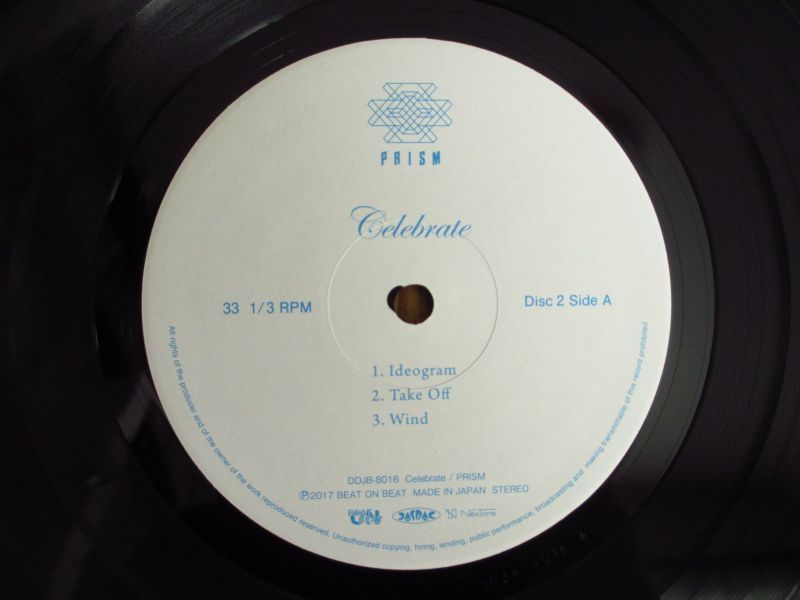 PRISM
Celebrate
33 1/3 RPM
Disc 2 Side A
1. Ideogram
2. Take Off
3. Wind
DDJB-8016 Celebrate / PRISM
Ⓟ2017 BEAT ON BEAT MADE IN JAPAN STEREO
JASRAC NexTone
All rights of the producer and of the owner of the work reproduced reserved. Unauthorized copying, hiring, lending, public performance, broadcasting and making transmittable of this record prohibited